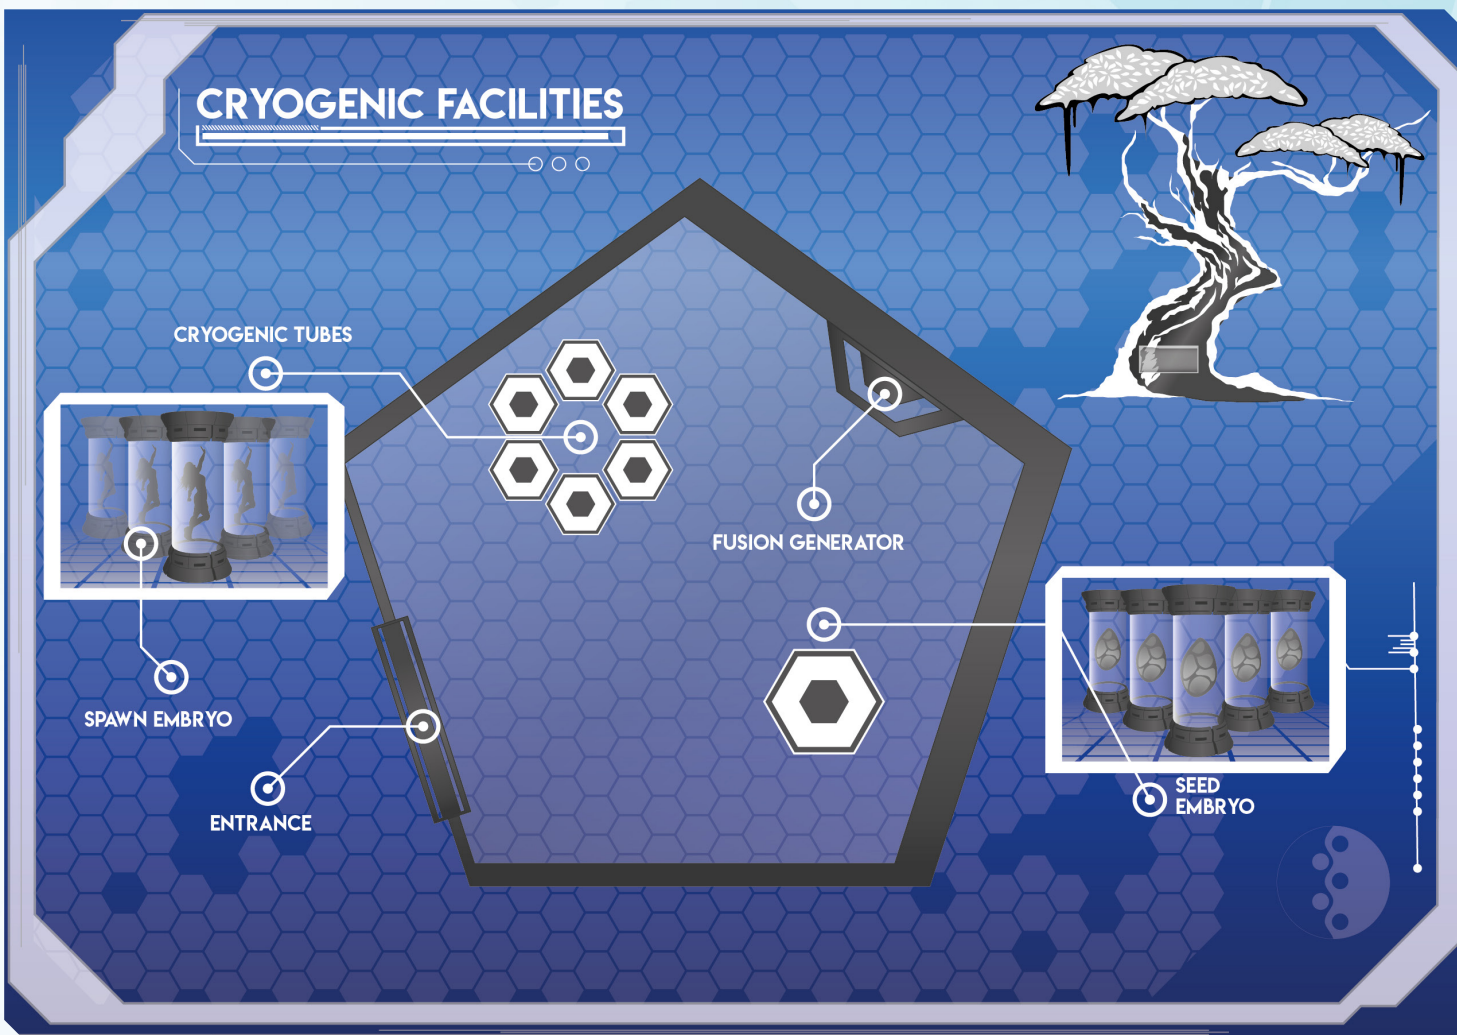 CRYOGENIC FACILITIES
CRYOGENIC TUBES
FUSION GENERATOR
SPAWN EMBRYO
SEED
EMBRYO
ENTRANCE